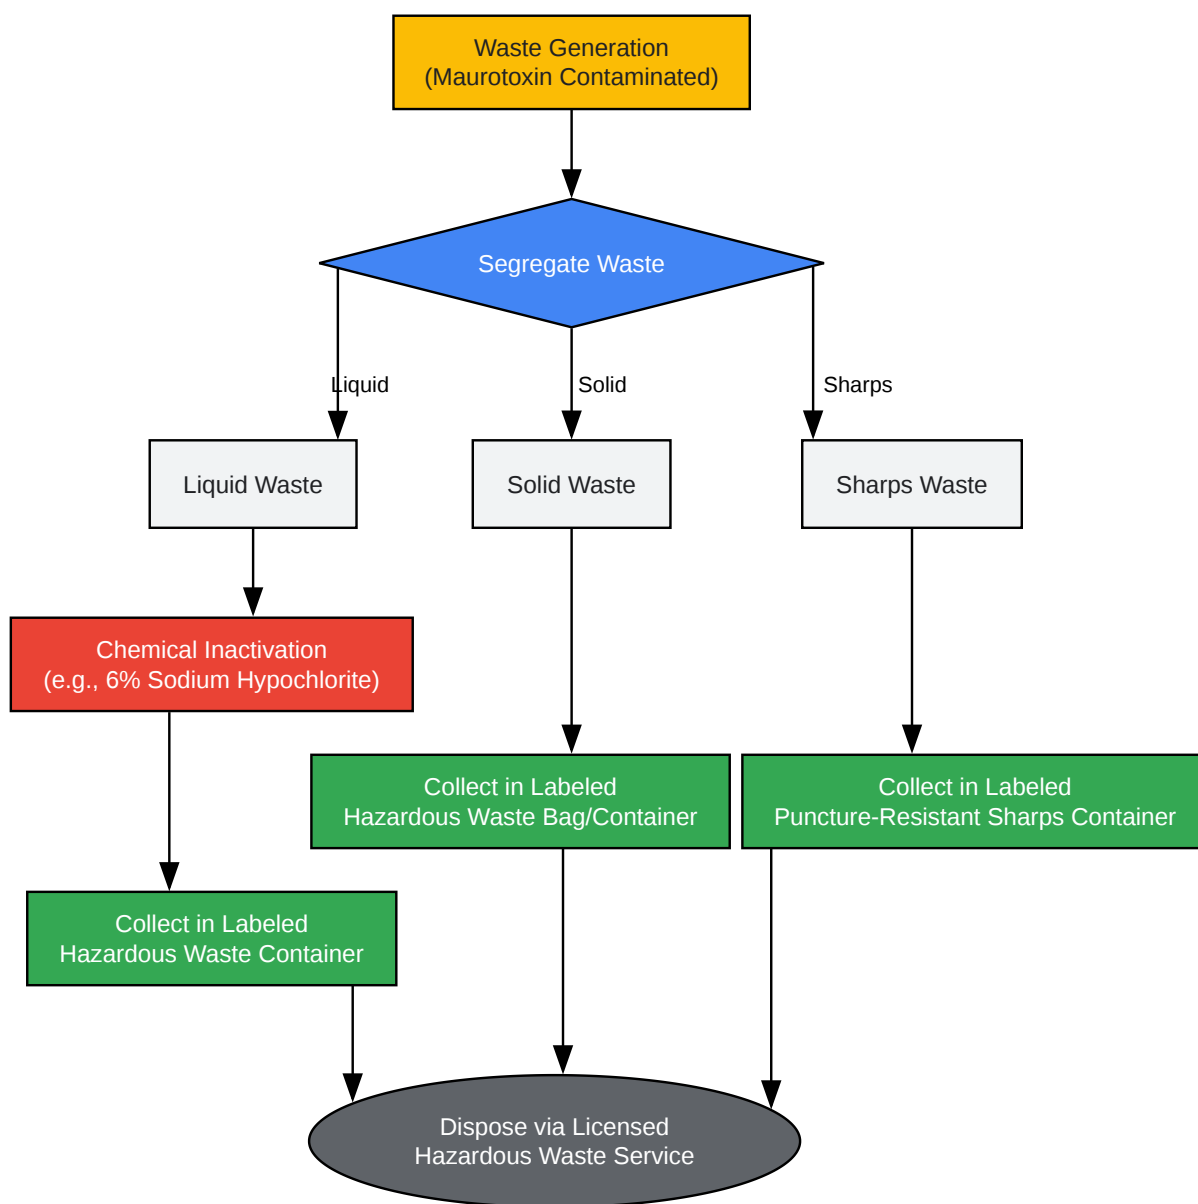 Waste Generation
(Maurotoxin Contaminated)
Segregate Waste
Liquid
Solid
Sharps
Liquid Waste
Solid Waste
Sharps Waste
Chemical Inactivation
(e.g., 6% Sodium Hypochlorite)
Collect in Labeled
Hazardous Waste Bag/Container
Collect in Labeled
Puncture-Resistant Sharps Container
Collect in Labeled
Hazardous Waste Container
Dispose via Licensed
Hazardous Waste Service